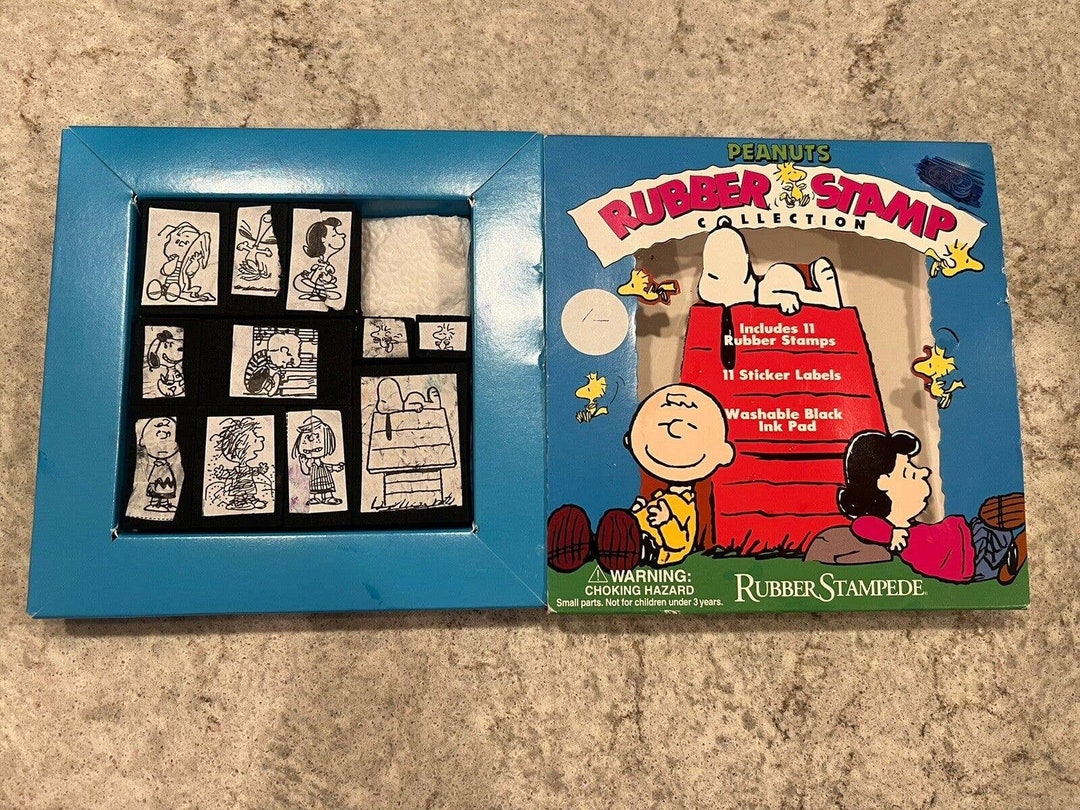 PEANUTS
RUBBER STAMP
COLLECTION
Includes 11
Rubber Stamps
11 Sticker Labels
Washable Black
Ink Pad
WARNING:
CHOKING HAZARD
Small parts. Not for children under 3 years.
RUBBER STAMPEDE